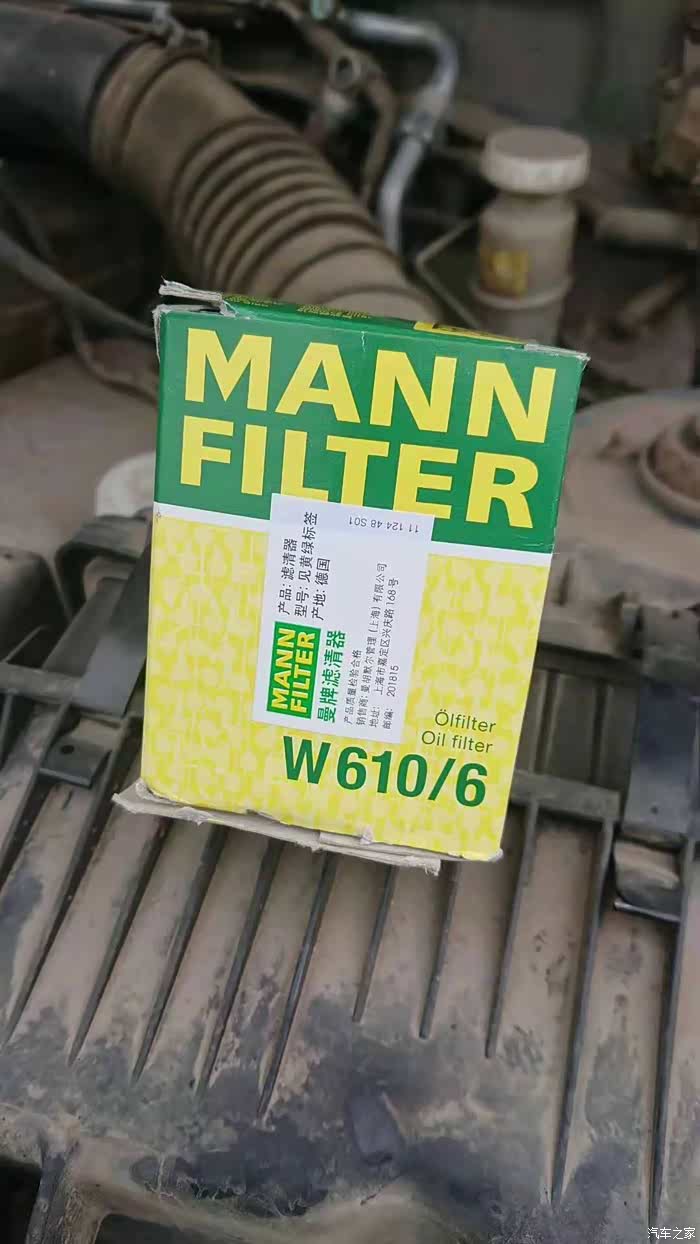 MANN
FILTER
11 124 48 S01
产品: 滤清器
型号: 见黄绿标签
产地: 德国
MANN
FILTER
曼牌滤清器
产品质量检验合格
销售商: 曼胡默尔管理(上海)有限公司
地址: 上海市嘉定区兴庆路168号
邮编: 201815
Ölfilter
Oil filter
W 610/6
汽车之家